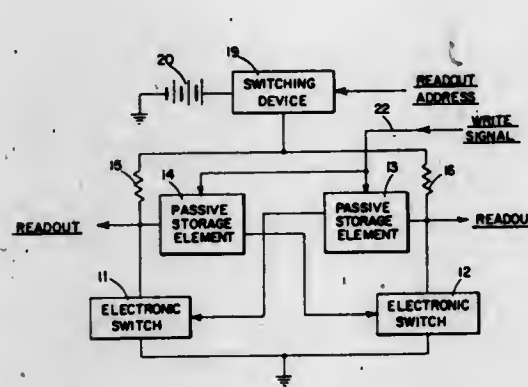 20
19
SWITCHING
DEVICE
READOUT
ADDRESS
22
WRITE
SIGNAL
15
14
13
16
PASSIVE
STORAGE
ELEMENT
PASSIVE
STORAGE
ELEMENT
READOUT
READOUT
11
12
ELECTRONIC
SWITCH
ELECTRONIC
SWITCH